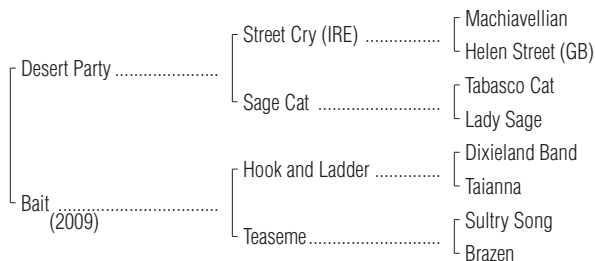 Machiavellian
Street Cry (IRE) ..................
Helen Street (GB)
Desert Party ......................
Tabasco Cat
Sage Cat ...........................
Lady Sage
Dixieland Band
Hook and Ladder ...............
Taianna
Bait ..................................
(2009)
Sultry Song
Teaseme.............................
Brazen